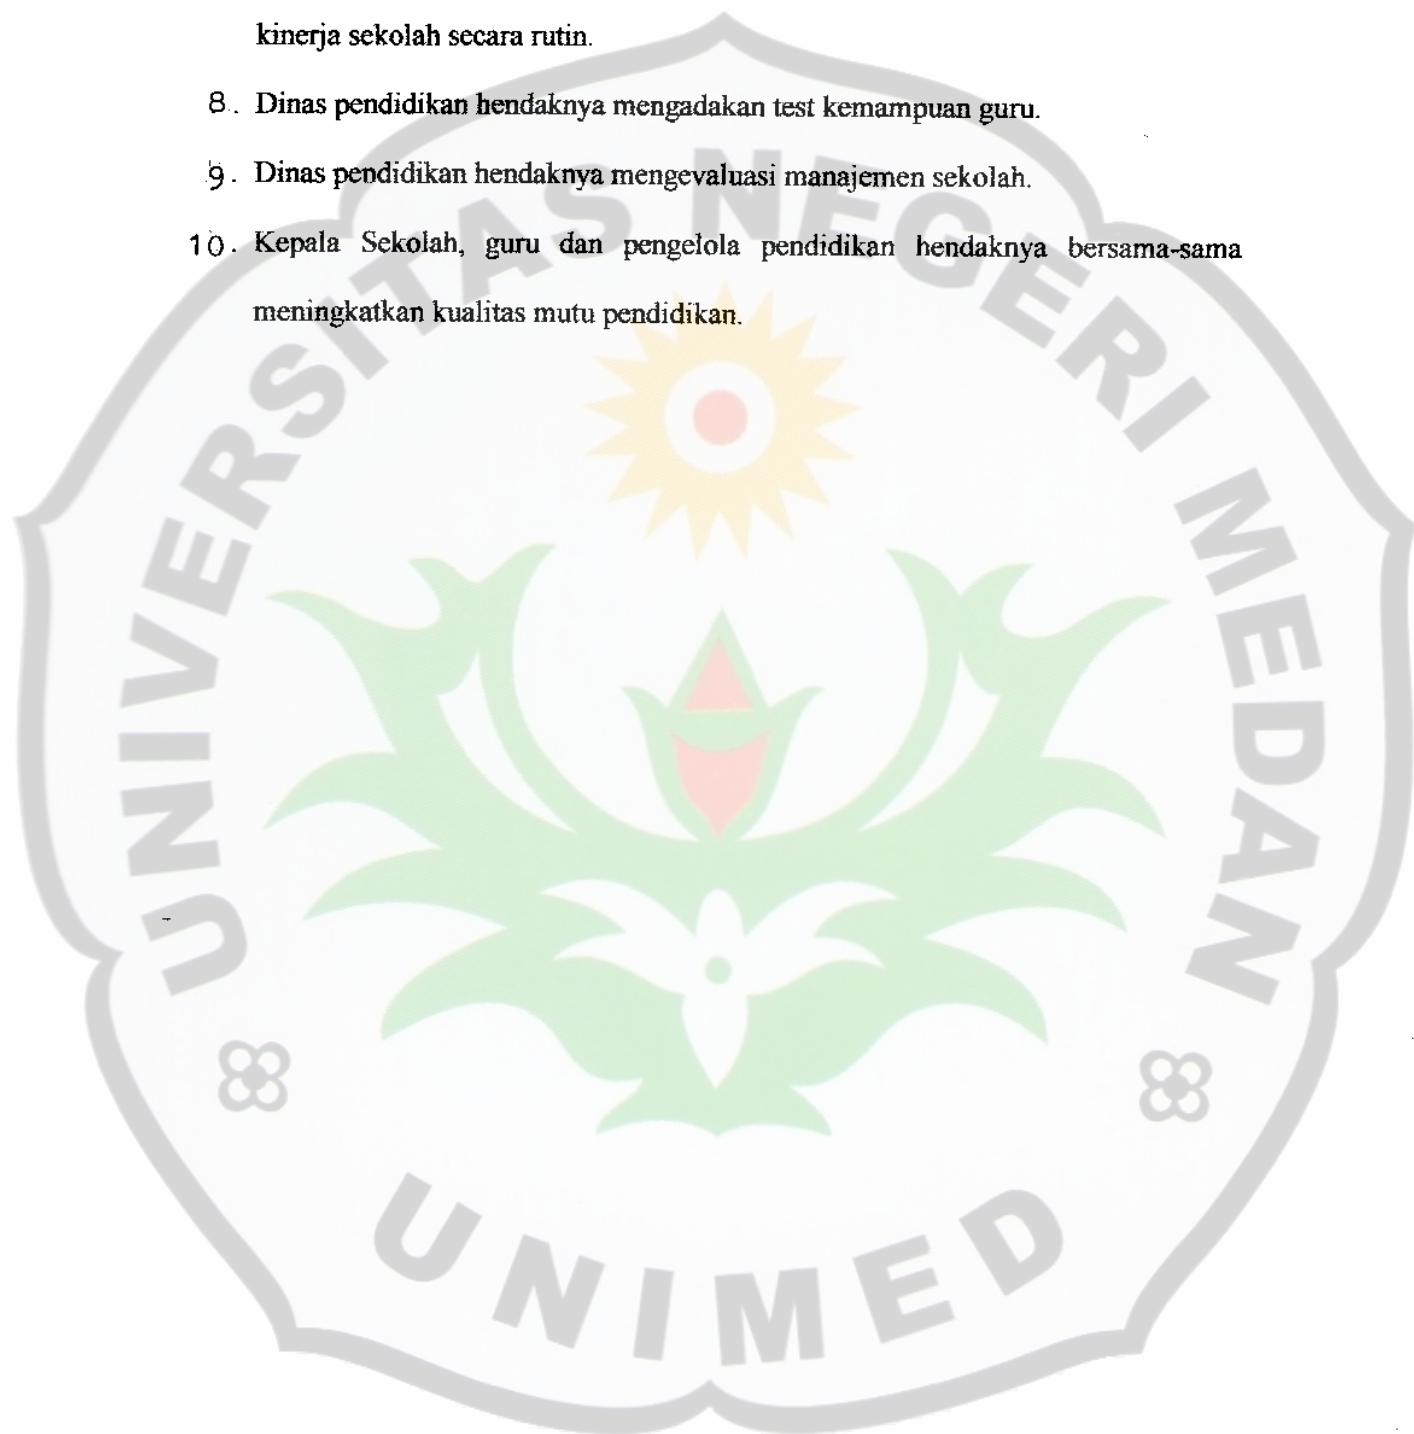 kinerja sekolah secara rutin.
8. Dinas pendidikan hendaknya mengadakan test kemampuan guru.
9. Dinas pendidikan hendaknya mengevaluasi manajemen sekolah.
10. Kepala Sekolah, guru dan pengelola pendidikan hendaknya bersama-sama
meningkatkan kualitas mutu pendidikan.
UNIVERSITAS NEGERI MEDAN
UNIMED